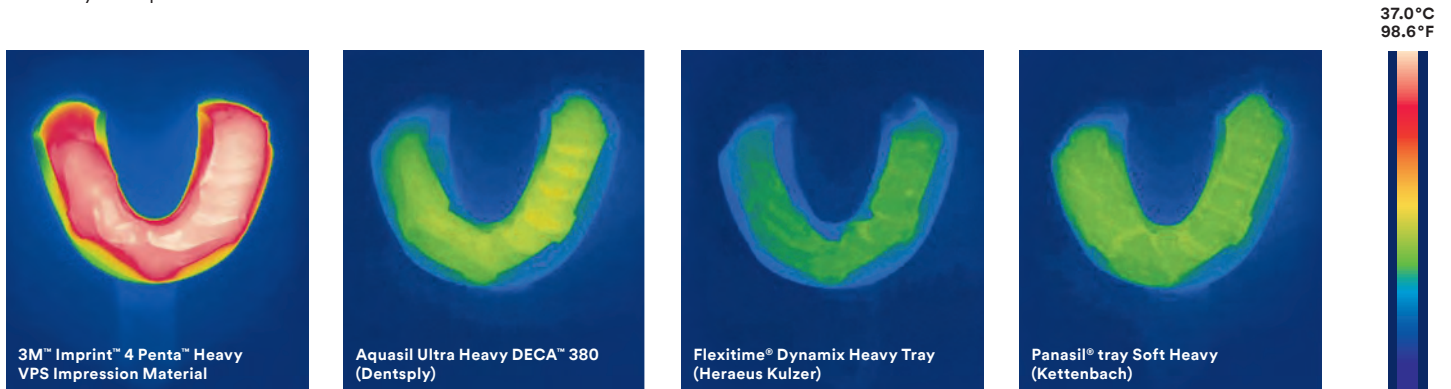 37.0°C
98.6°F
3M™ Imprint™ 4 Penta™ Heavy
VPS Impression Material
Aquasil Ultra Heavy DECA™ 380
(Dentsply)
Flexitime® Dynamix Heavy Tray
(Heraeus Kulzer)
Panasil® tray Soft Heavy
(Kettenbach)